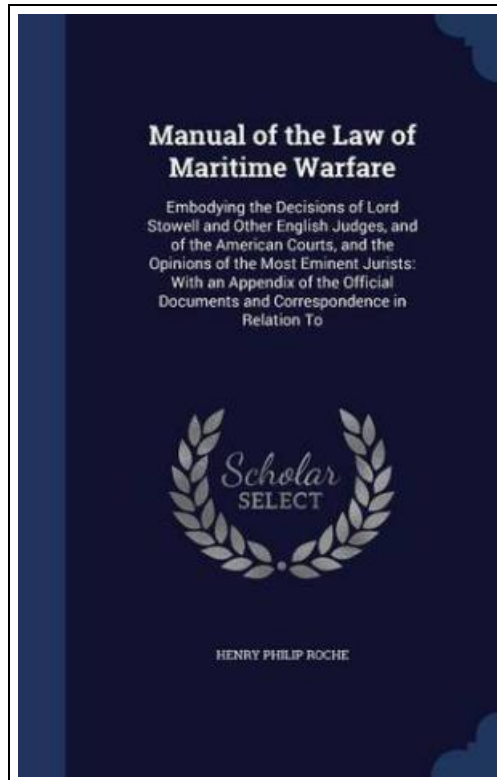 Manual of the Law of
Maritime Warfare
Embodying the Decisions of Lord
Stowell and Other English Judges, and
of the American Courts, and the
Opinions of the Most Eminent Jurists:
With an Appendix of the Official
Documents and Correspondence in
Relation To
Scholar
SELECT
HENRY PHILIP ROCHE